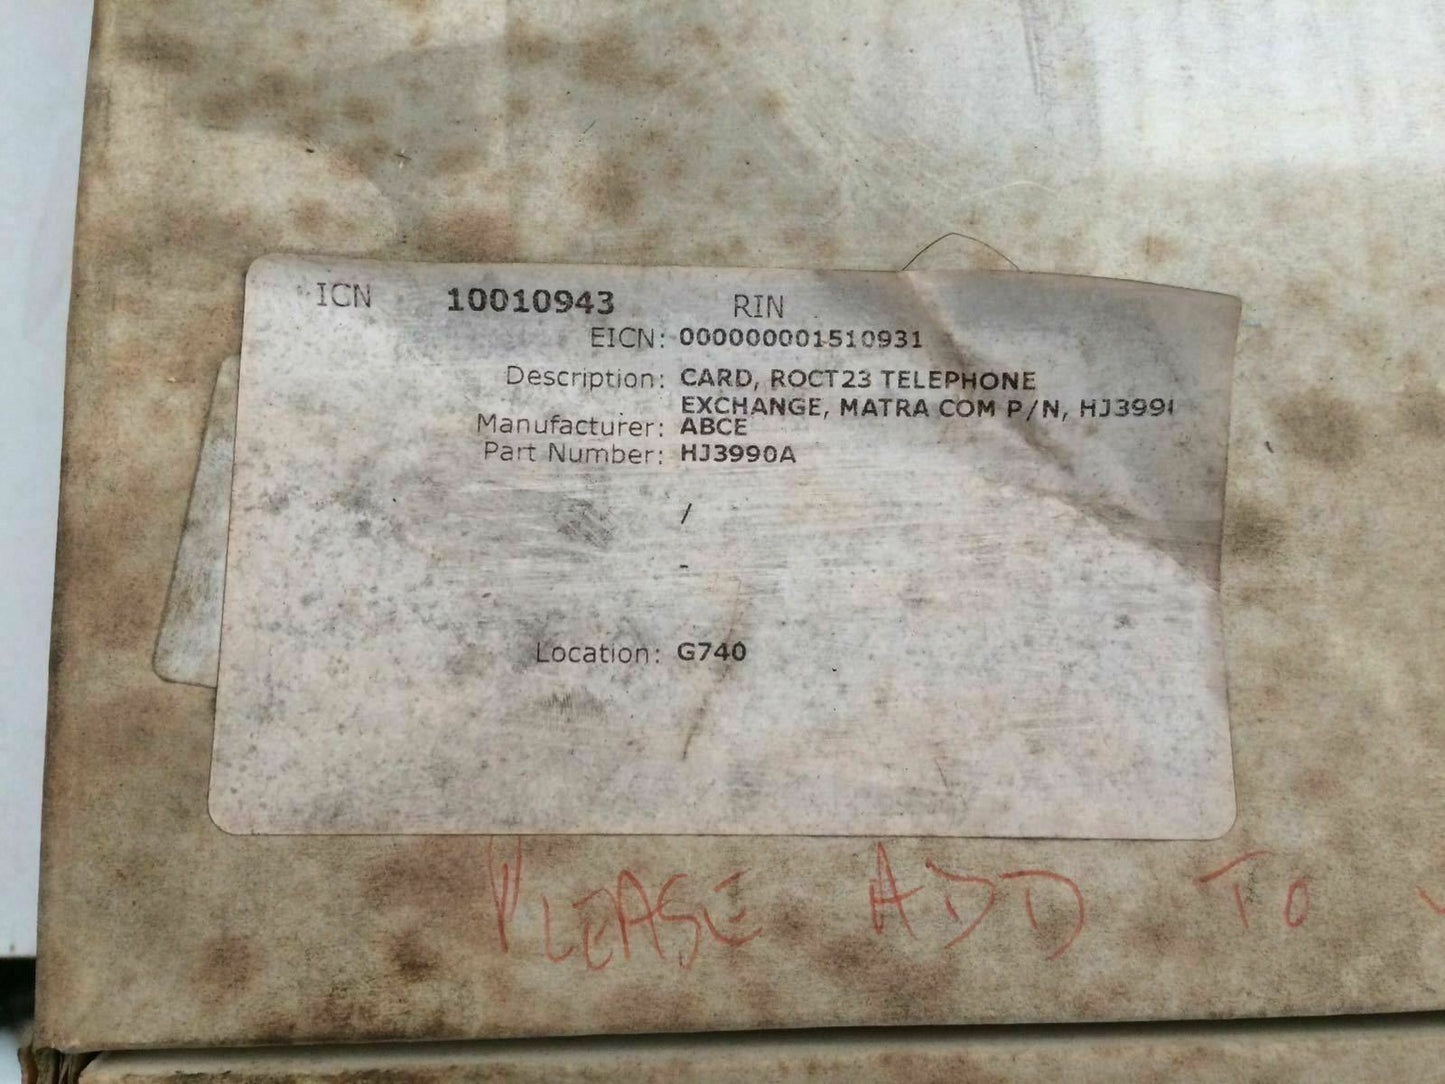 ICN 10010943 RIN
EICN: 000000001510931
Description: CARD, ROCT23 TELEPHONE
EXCHANGE, MATRA COM P/N, HJ399
Manufacturer: ABCE
Part Number: HJ3990A
/
-
Location: G740
PLEASE ADD TO